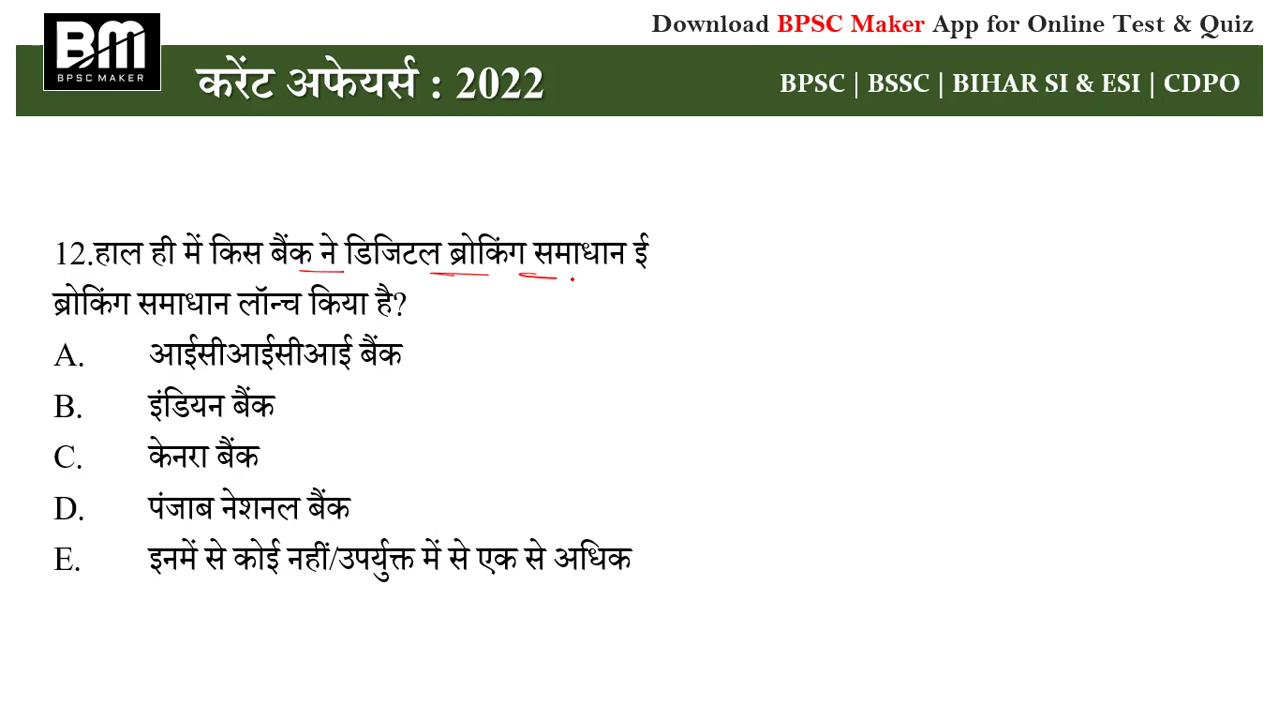 Download BPSC Maker App for Online Test & Quiz
BM
BPSC MAKER
करेंट अफेयर्स : 2022
BPSC | BSSC | BIHAR SI & ESI | CDPO
12.हाल ही में किस बैंक ने डिजिटल ब्रोकिंग समाधान ई
ब्रोकिंग समाधान लॉन्च किया है?
A. आईसीआईसीआई बैंक
B. इंडियन बैंक
C. केनरा बैंक
D. पंजाब नेशनल बैंक
E. इनमें से कोई नहीं/उपर्युक्त में से एक से अधिक